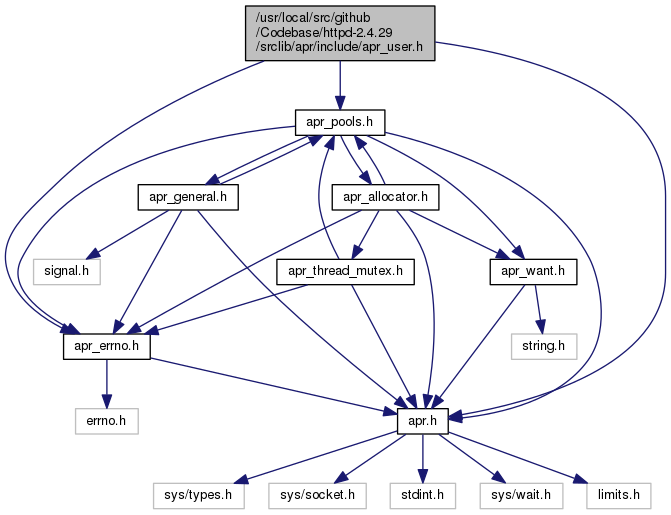 /usr/local/src/github
/Codebase/httpd-2.4.29
/srclib/apr/include/apr_user.h
apr_pools.h
apr_general.h
apr_allocator.h
signal.h
apr_thread_mutex.h
apr_want.h
apr_errno.h
string.h
errno.h
apr.h
sys/types.h
sys/socket.h
stdint.h
sys/wait.h
limits.h